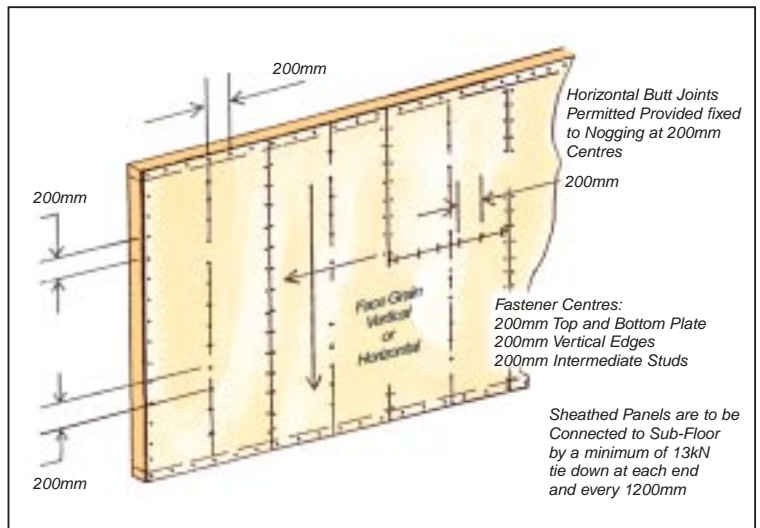 200mm
Horizontal Butt Joints
Permitted Provided fixed
to Nogging at 200mm
Centres
200mm
200mm
Face Grain
Vertical
or
Horizontal
Fastener Centres:
200mm Top and Bottom Plate
200mm Vertical Edges
200mm Intermediate Studs
Sheathed Panels are to be
Connected to Sub-Floor
by a minimum of 13kN
tie down at each end
and every 1200mm
200mm